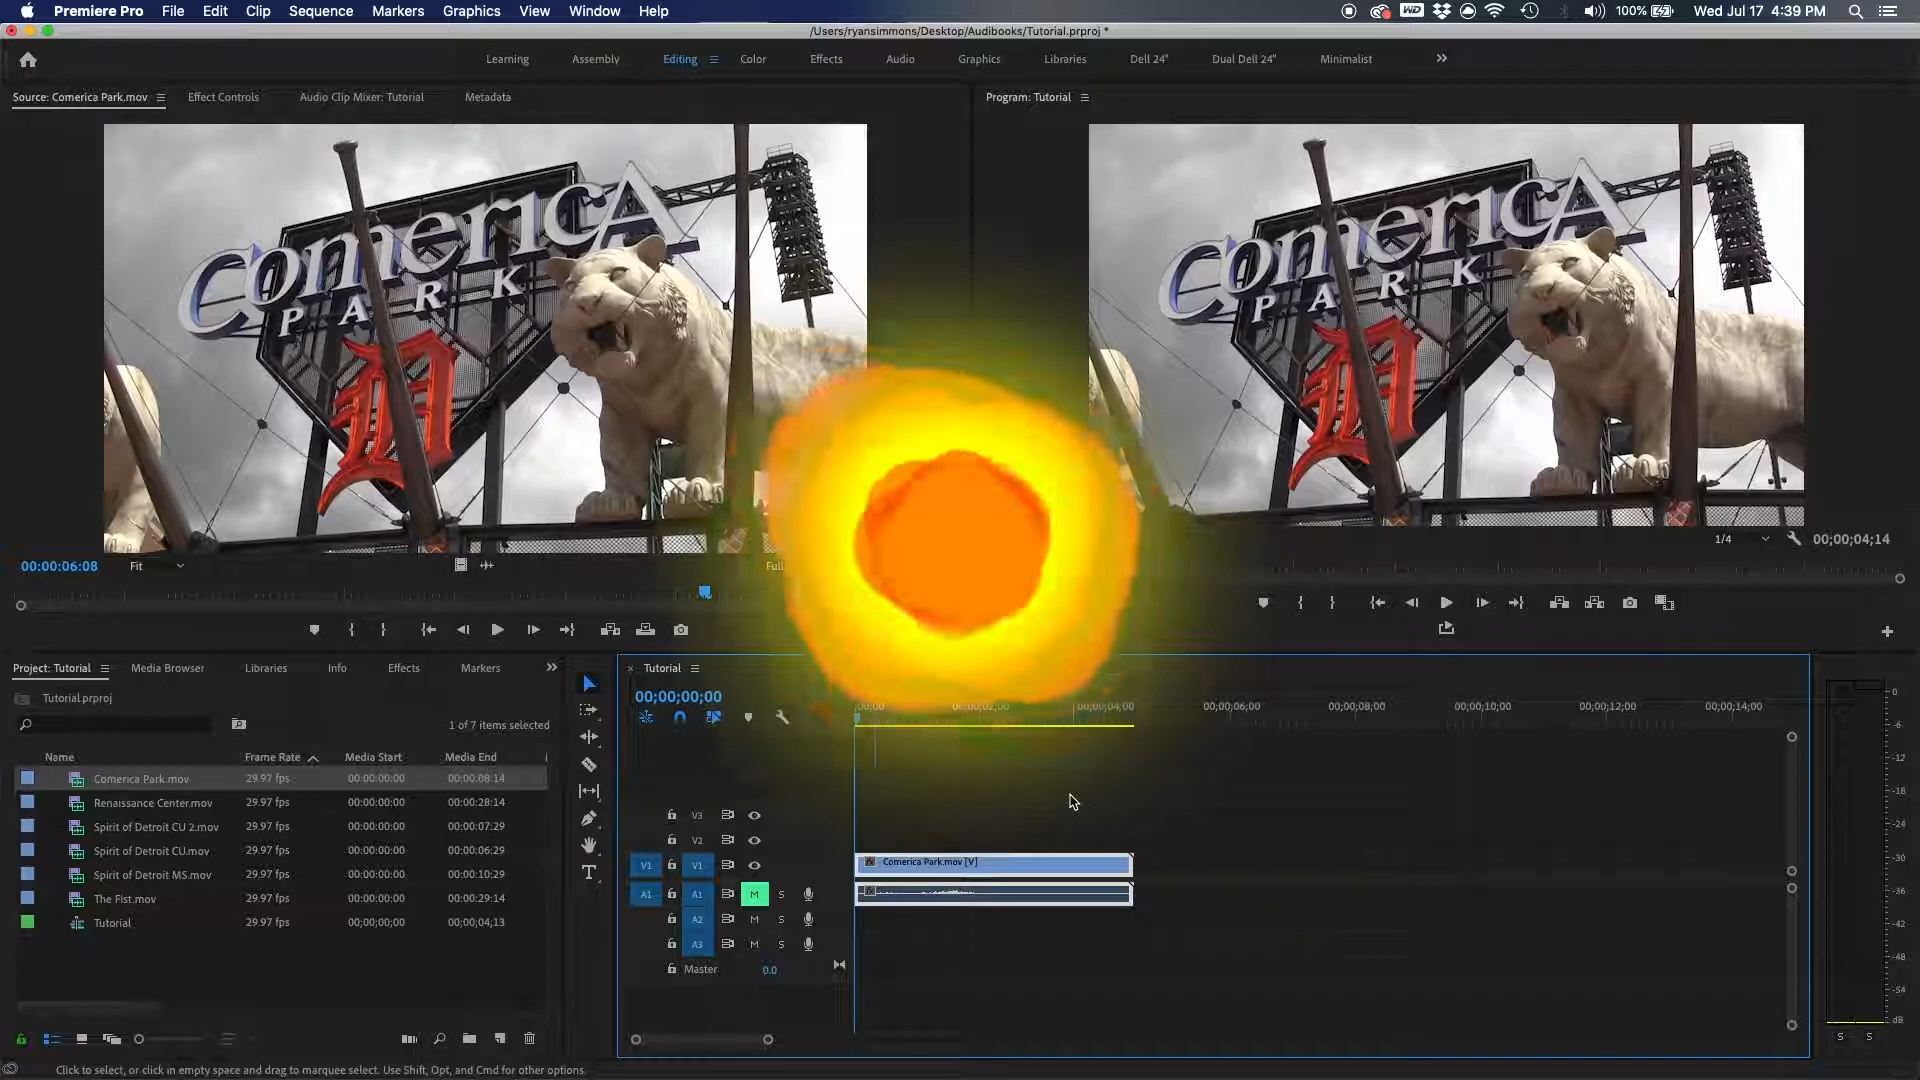 Premiere Pro File Edit Clip Sequence Markers Graphics View Window Help
100% Wed Jul 17 4:39 PM
/Users/ryansimmons/Desktop/Audibooks/Tutorial.prproj *
Learning Assembly Editing Color Effects Audio Graphics Libraries Dell 24" Dual Dell 24" Minimalist
Source: Comerica Park.mov Effect Controls Audio Clip Mixer: Tutorial Metadata
Program: Tutorial
ComericA
PARK
D
ComericA
PARK
D
00:00:06:08 Fit Full
1/4 00;00;04;14
Project: Tutorial Media Browser Libraries Info Effects Markers
Tutorial.prproj
1 of 7 items selected
Name Frame Rate Media Start Media End
Comerica Park.mov 29.97 fps 00:00:00:00 00:00:08:14
Renaissance Center.mov 29.97 fps 00:00:00:00 00:00:28:14
Spirit of Detroit CU 2.mov 29.97 fps 00:00:00:00 00:00:07:29
Spirit of Detroit CU.mov 29.97 fps 00:00:00:00 00:00:06:29
Spirit of Detroit MS.mov 29.97 fps 00:00:00:00 00:00:10:29
The Fist.mov 29.97 fps 00:00:00:00 00:00:29:14
Tutorial 29.97 fps 00;00;00;00 00;00;04;13
× Tutorial
00;00;00;00
;00;00 00;00;02;00 00;00;04;00 00;00;06;00 00;00;08;00 00;00;10;00 00;00;12;00 00;00;14;00
V3
V2
V1 V1 Comerica Park.mov [V]
A1 A1 M S
A2 M S
A3 M S
Master 0.0
0
-6
-12
-18
-24
-30
-36
-42
-48
-54
dB
S S
Click to select, or click in empty space and drag to marquee select. Use Shift, Opt, and Cmd for other options.